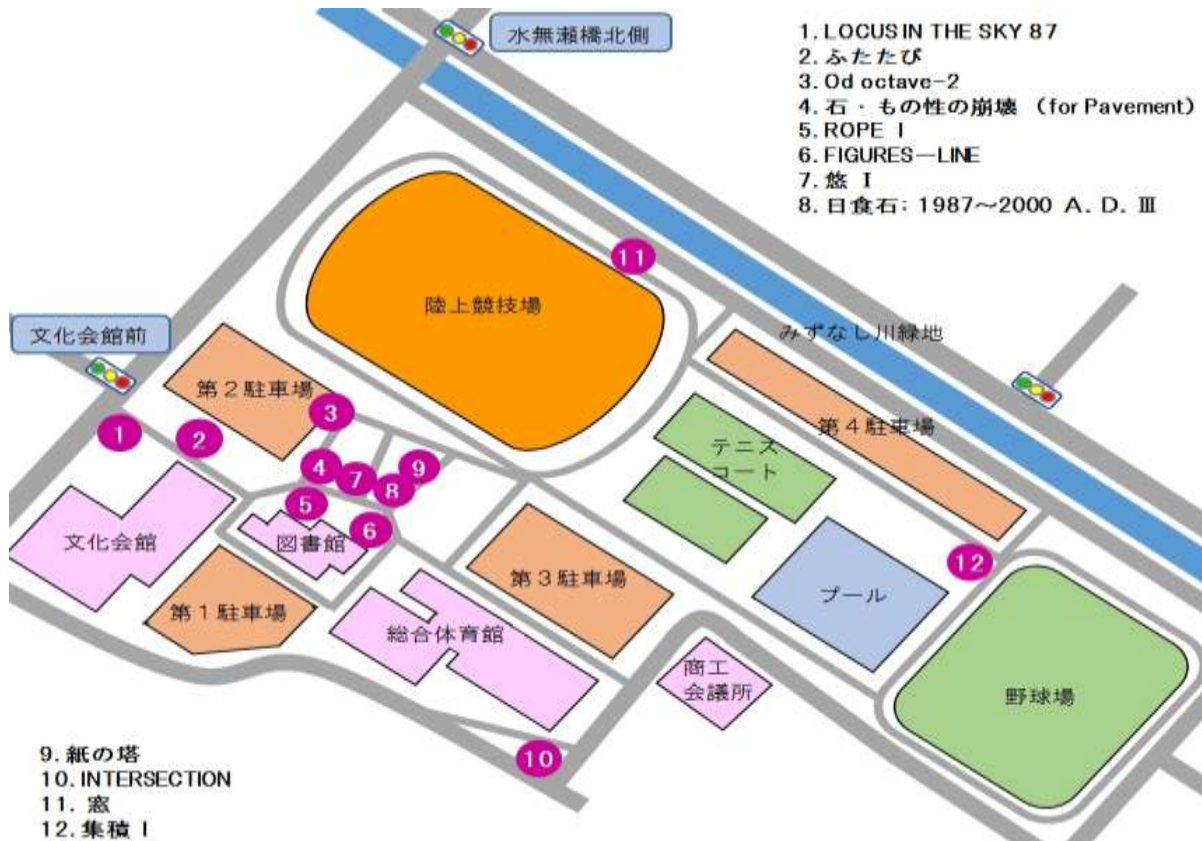 水無瀬橋北側
1. LOCUS IN THE SKY 87
2. ふたたび
3. Od octave-2
4. 石・もの性の崩壊 (for Pavement)
5. ROPE I
6. FIGURES—LINE
7. 悠 I
8. 日食石: 1987～2000 A. D. Ⅲ
11
陸上競技場
文化会館前
みずなし川緑地
第2駐車場
3
第4駐車場
1
2
テニス
コート
4
7
9
8
5
6
文化会館
図書館
第3駐車場
12
プール
第1駐車場
総合体育館
商工
会議所
野球場
10
9. 紙の塔
10. INTERSECTION
11. 窓
12. 集積 I